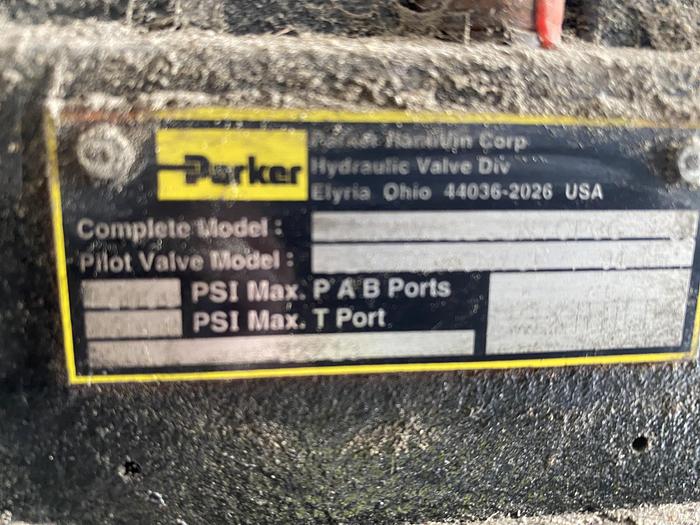 Parker
Parker Hannifin Corp
Hydraulic Valve Div
Elyria Ohio 44036-2026 USA
Complete Model :
Pilot Valve Model :
PSI Max. P A B Ports
PSI Max. T Port